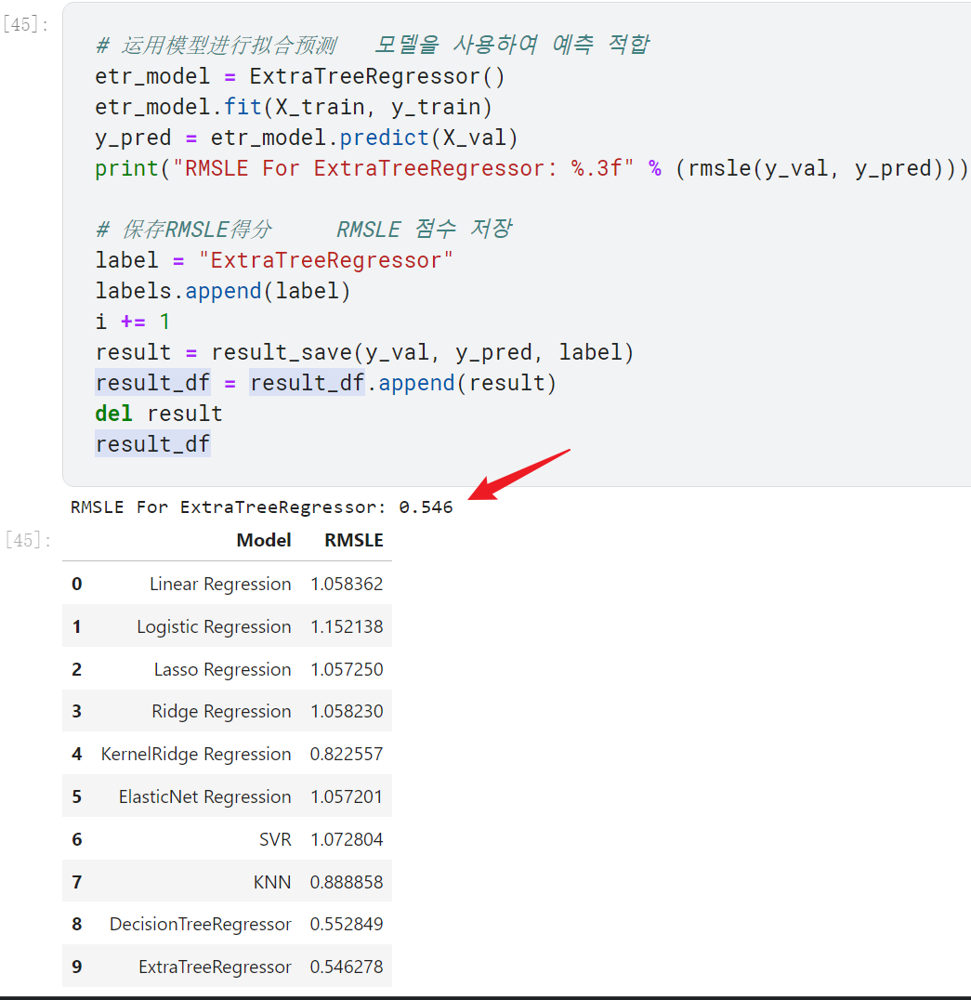 [45]:
# 运用模型进行拟合预测 모델을 사용하여 예측 적합
etr_model = ExtraTreeRegressor()
etr_model.fit(X_train, y_train)
y_pred = etr_model.predict(X_val)
print("RMSLE For ExtraTreeRegressor: %.3f" % (rmsle(y_val, y_pred)))
# 保存RMSLE得分 RMSLE 점수 저장
label = "ExtraTreeRegressor"
labels.append(label)
i += 1
result = result_save(y_val, y_pred, label)
result_df = result_df.append(result)
del result
result_df
RMSLE For ExtraTreeRegressor: 0.546
[45]:
Model RMSLE
0 Linear Regression 1.058362
1 Logistic Regression 1.152138
2 Lasso Regression 1.057250
3 Ridge Regression 1.058230
4 KernelRidge Regression 0.822557
5 ElasticNet Regression 1.057201
6 SVR 1.072804
7 KNN 0.888858
8 DecisionTreeRegressor 0.552849
9 ExtraTreeRegressor 0.546278